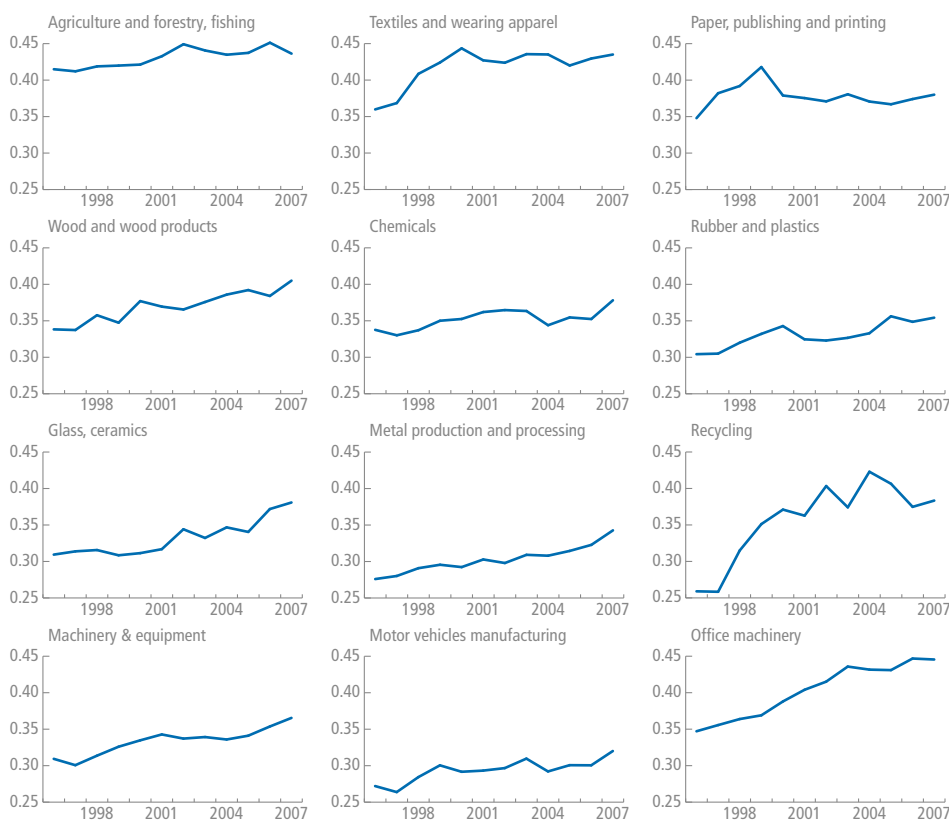 Agriculture and forestry, fishing
0.45
0.40
0.35
0.30
0.25
1998 2001 2004 2007
Textiles and wearing apparel
0.45
0.40
0.35
0.30
0.25
1998 2001 2004 2007
Paper, publishing and printing
0.45
0.40
0.35
0.30
0.25
1998 2001 2004 2007
Wood and wood products
0.45
0.40
0.35
0.30
0.25
1998 2001 2004 2007
Chemicals
0.45
0.40
0.35
0.30
0.25
1998 2001 2004 2007
Rubber and plastics
0.45
0.40
0.35
0.30
0.25
1998 2001 2004 2007
Glass, ceramics
0.45
0.40
0.35
0.30
0.25
1998 2001 2004 2007
Metal production and processing
0.45
0.40
0.35
0.30
0.25
1998 2001 2004 2007
Recycling
0.45
0.40
0.35
0.30
0.25
1998 2001 2004 2007
Machinery & equipment
0.45
0.40
0.35
0.30
0.25
1998 2001 2004 2007
Motor vehicles manufacturing
0.45
0.40
0.35
0.30
0.25
1998 2001 2004 2007
Office machinery
0.45
0.40
0.35
0.30
0.25
1998 2001 2004 2007